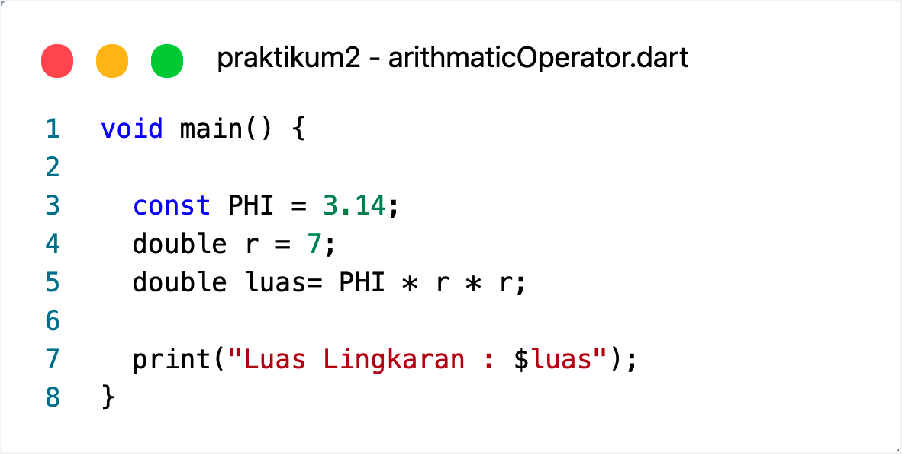 praktikum2 - arithmaticOperator.dart
1 void main() {
2
3   const PHI = 3.14;
4   double r = 7;
5   double luas= PHI * r * r;
6
7   print("Luas Lingkaran : $luas");
8 }